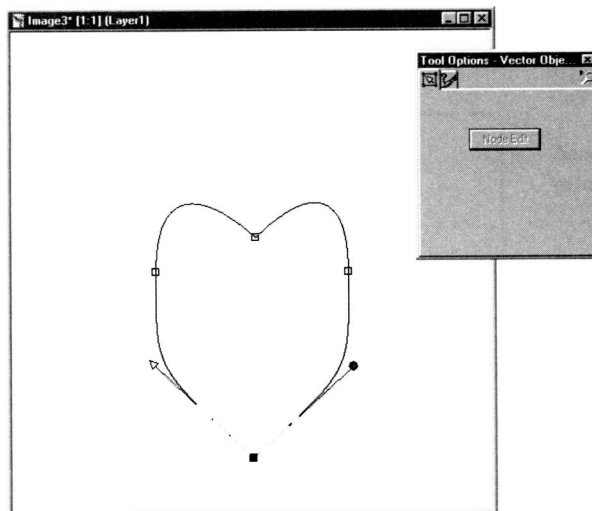 Image3* [1:1] (Layer1)
Tool Options - Vector Obje...
Node Edit